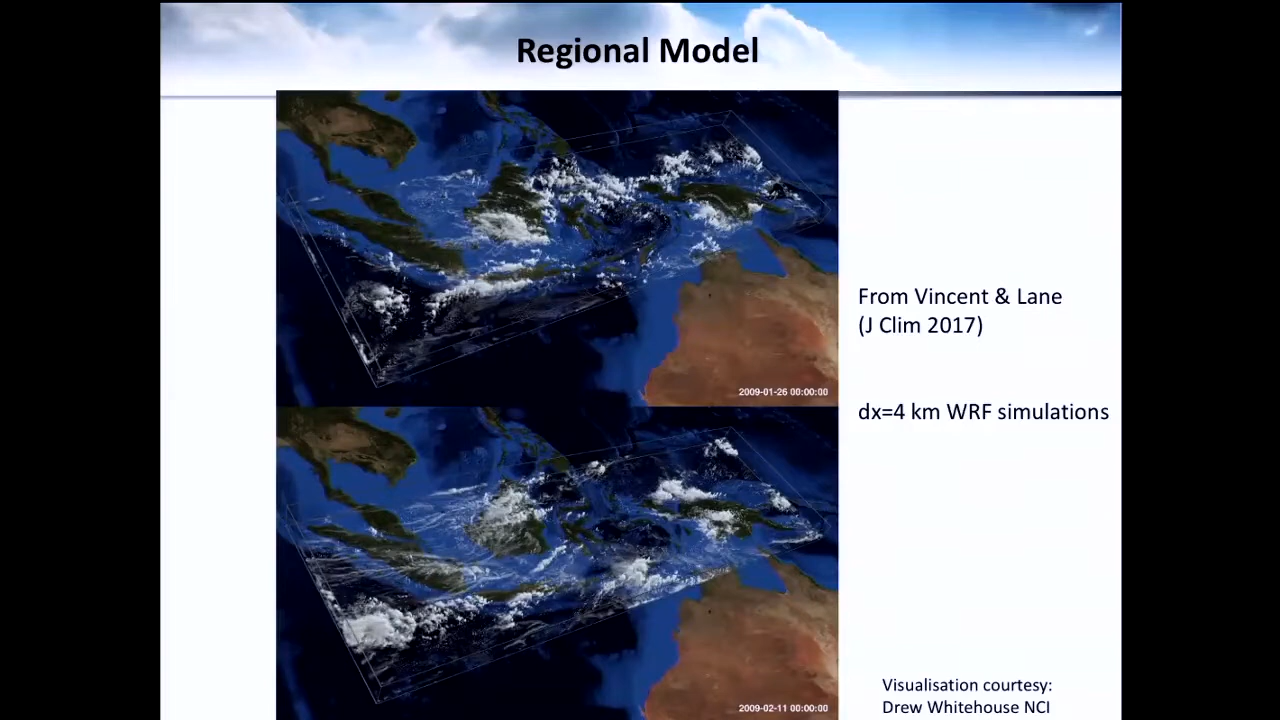 Regional Model
2009-01-26 00:00:00
From Vincent & Lane
(J Clim 2017)
dx=4 km WRF simulations
2009-02-11 00:00:00
Visualisation courtesy:
Drew Whitehouse NCI